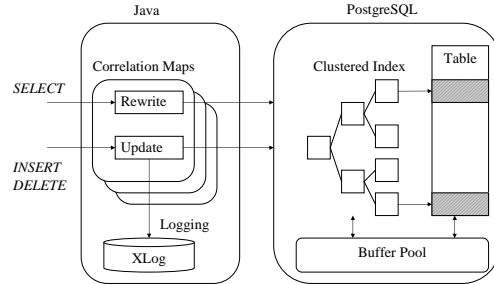 Java
PostgreSQL
Correlation Maps
Clustered Index
Table
SELECT
Rewrite
Update
INSERT
DELETE
Logging
XLog
Buffer Pool